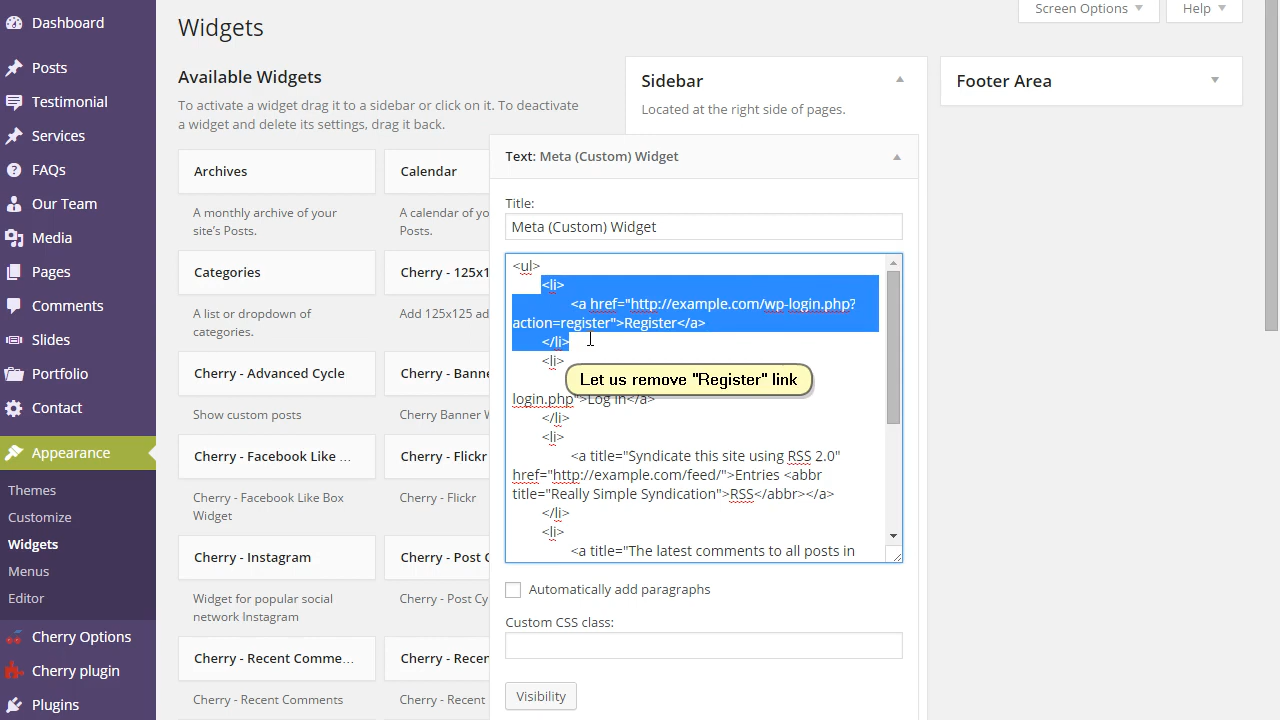 Dashboard
Posts
Testimonial
Services
FAQs
Our Team
Media
Pages
Comments
Slides
Portfolio
Contact
Appearance
Themes
Customize
Widgets
Menus
Editor
Cherry Options
Cherry plugin
Plugins
Screen Options
Help
Widgets
Available Widgets
To activate a widget drag it to a sidebar or click on it. To deactivate
a widget and delete its settings, drag it back.
Archives
A monthly archive of your
site's Posts.
Categories
A list or dropdown of
categories.
Cherry - Advanced Cycle
Show custom posts
Cherry - Facebook Like ...
Cherry - Facebook Like Box
Widget
Cherry - Instagram
Widget for popular social
network Instagram
Cherry - Recent Comme...
Cherry - Recent Comments
Calendar
A calendar of yo
Posts.
Cherry - 125x1
Add 125x125 ad
Cherry - Banne
Cherry Banner W
Cherry - Flickr
Cherry - Flickr
Cherry - Post C
Cherry - Post Cy
Cherry - Recen
Cherry - Recent
Sidebar
Located at the right side of pages.
Text: Meta (Custom) Widget
Title:
Meta (Custom) Widget
<ul>
<li>
<a href="http://example.com/wp-login.php?
action=register">Register</a>
</li>
<li>
Let us remove "Register" link
login.php">Log in</a>
</li>
<li>
<a title="Syndicate this site using RSS 2.0"
href="http://example.com/feed/">Entries <abbr
title="Really Simple Syndication">RSS</abbr></a>
</li>
<li>
<a title="The latest comments to all posts in
Automatically add paragraphs
Custom CSS class:
Visibility
Footer Area